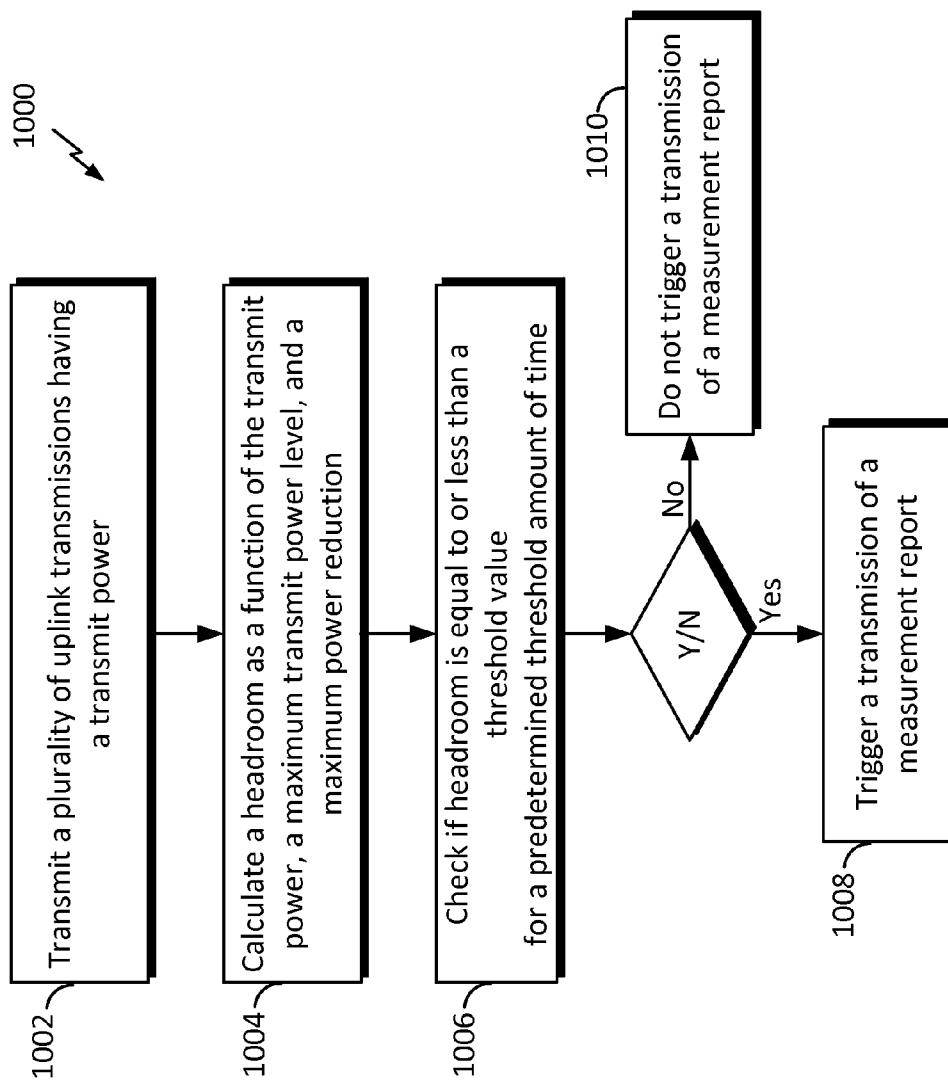 1000
1002
Transmit a plurality of uplink transmissions having
a transmit power
1004
Calculate a headroom as a function of the transmit
power, a maximum transmit power level, and a
maximum power reduction
1006
Check if headroom is equal to or less than a
threshold value
for a predetermined threshold amount of time
Y/N
No
1010
Do not trigger a transmission
of a measurement report
Yes
1008
Trigger a transmission of a
measurement report